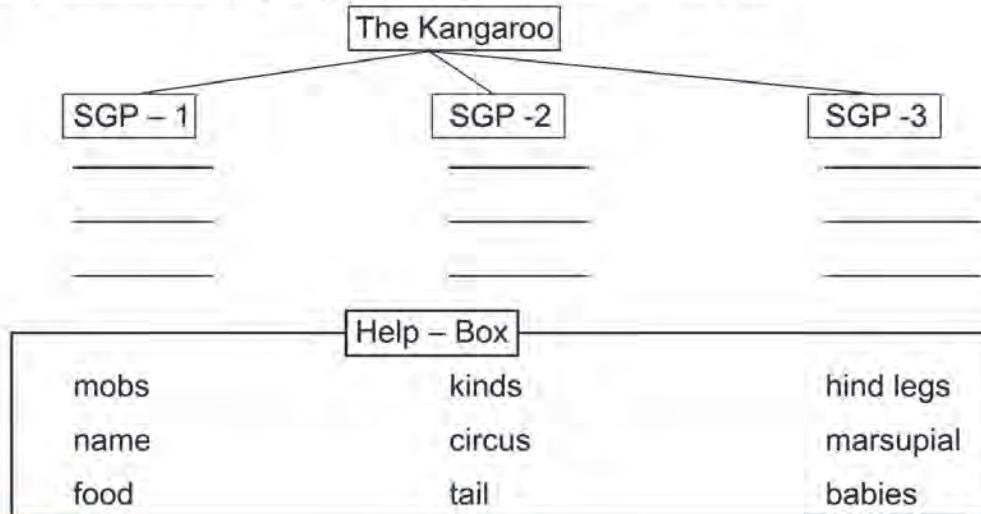 The Kangaroo
SGP – 1 SGP -2 SGP -3
Help – Box
mobs kinds hind legs
name circus marsupial
food tail babies